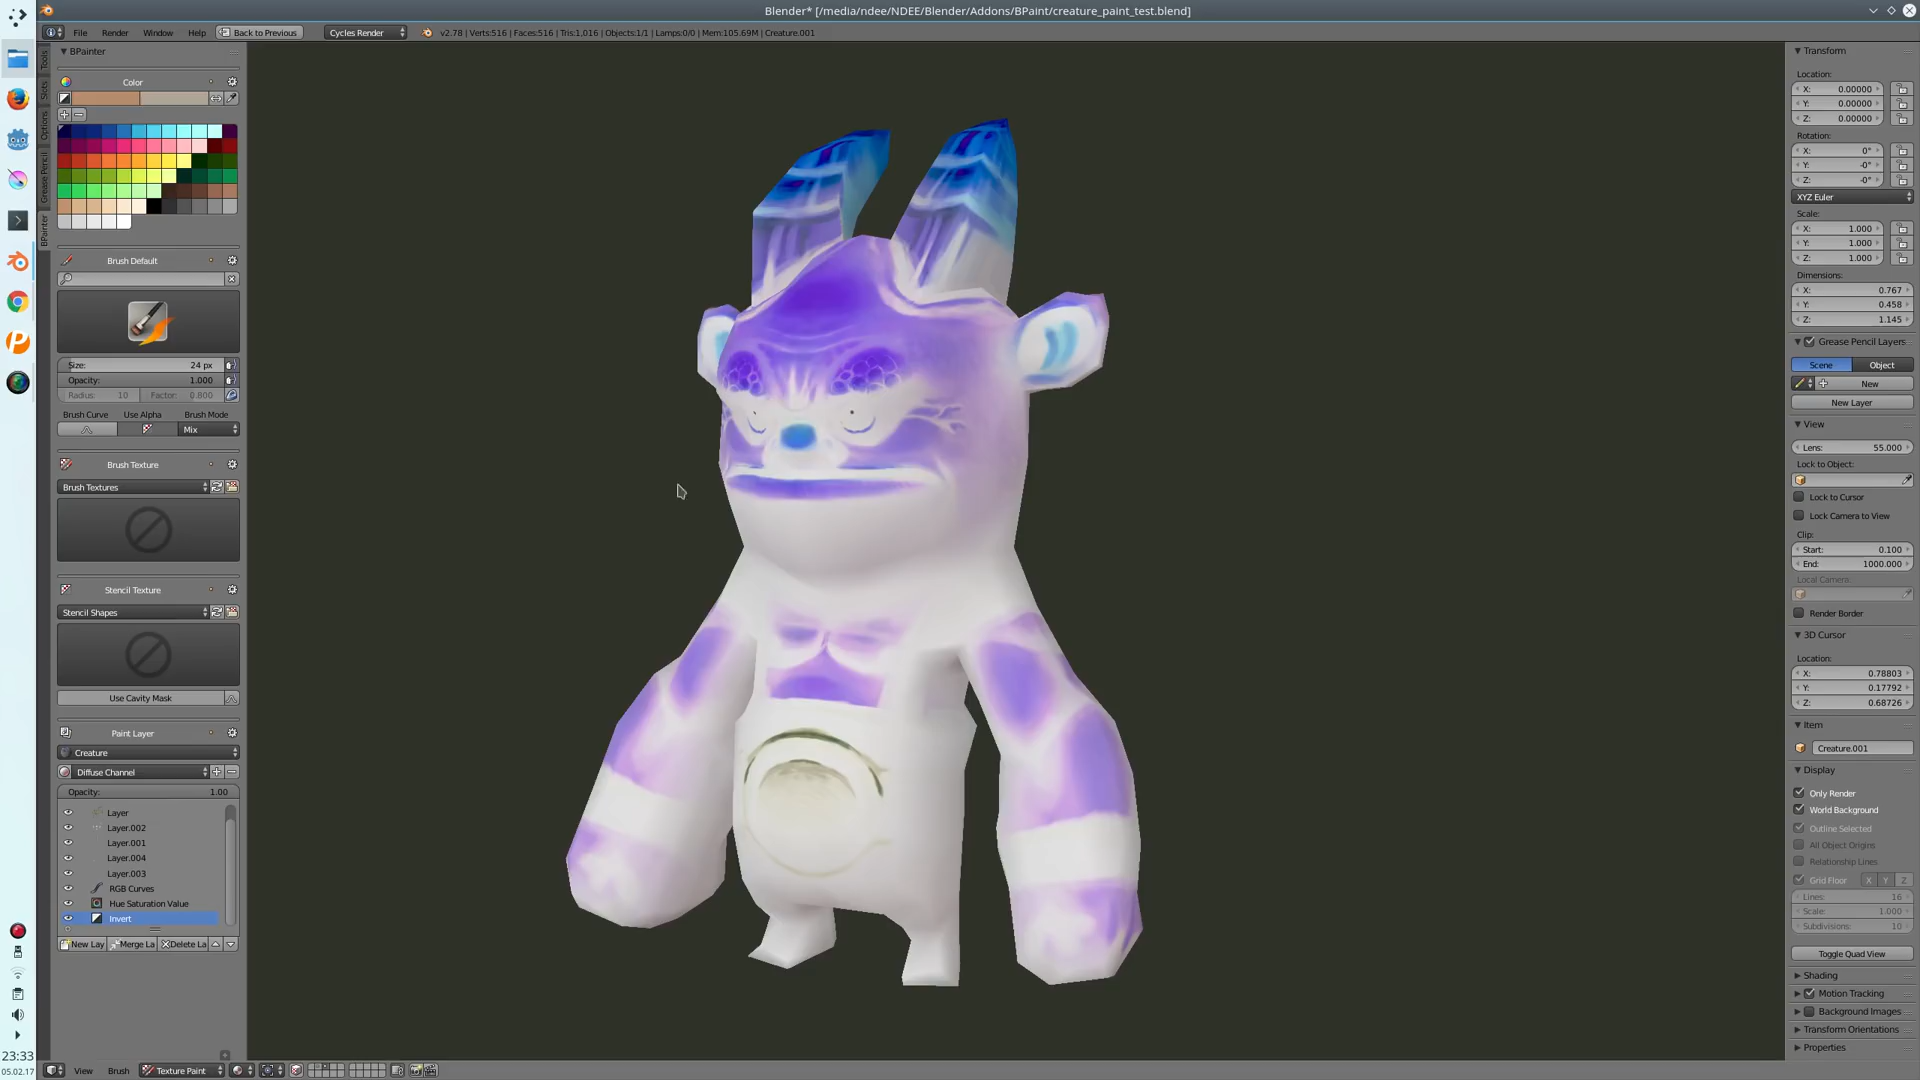 Blender* [/media/ndee/NDEE/Blender/Addons/BPaint/creature_paint_test.blend]
File Render Window Help Back to Previous Cycles Render v2.78 | Verts:516 | Faces:516 | Tris:1,016 | Objects:1/1 | Lamps:0/0 | Mem:105.69M | Creature.001
BPainter
Color
Tools
Slots
Options
Grease Pencil
BPainter
Brush Default
Size: 24 px
Opacity: 1.000
Radius: 10 Factor: 0.800
Brush Curve Use Alpha Brush Mode
Mix
Brush Texture
Brush Textures
Stencil Texture
Stencil Shapes
Use Cavity Mask
Paint Layer
Creature
Diffuse Channel
Opacity: 1.00
Layer
Layer.002
Layer.001
Layer.004
Layer.003
RGB Curves
Hue Saturation Value
Invert
New Lay Merge La Delete La
View Brush Texture Paint
23:33
05.02.17
Transform
Location:
X: 0.00000
Y: 0.00000
Z: 0.00000
Rotation:
X: 0°
Y: -0°
Z: -0°
XYZ Euler
Scale:
X: 1.000
Y: 1.000
Z: 1.000
Dimensions:
X: 0.767
Y: 0.458
Z: 1.145
Grease Pencil Layers
Scene Object
New
New Layer
View
Lens: 55.000
Lock to Object:
Lock to Cursor
Lock Camera to View
Clip:
Start: 0.100
End: 1000.000
Local Camera:
Render Border
3D Cursor
Location:
X: 0.78803
Y: 0.17792
Z: 0.68726
Item
Creature.001
Display
Only Render
World Background
Outline Selected
All Object Origins
Relationship Lines
Grid Floor X Y Z
Lines: 16
Scale: 1.000
Subdivisions: 10
Toggle Quad View
Shading
Motion Tracking
Background Images
Transform Orientations
Properties